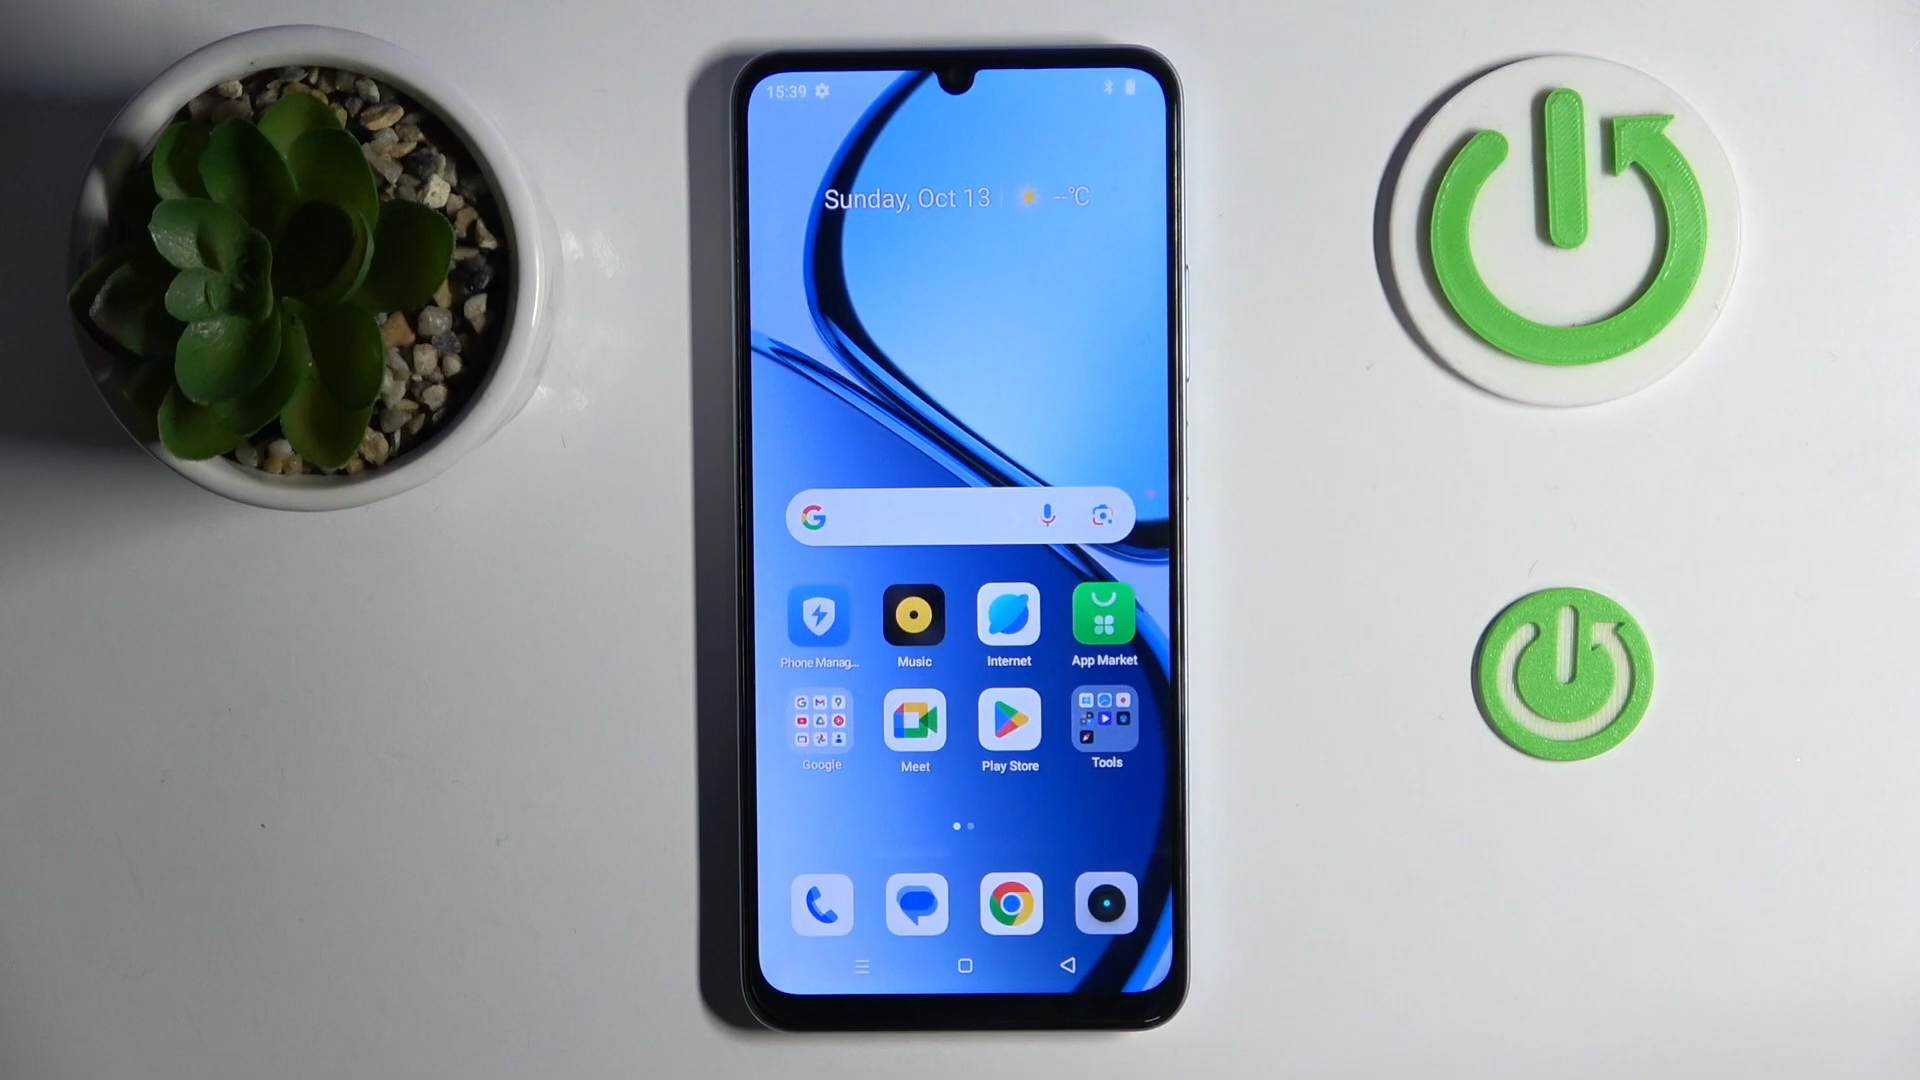 15:39
Sunday, Oct 13 | --°C
Phone Manag... Music Internet App Market
Google Meet Play Store Tools